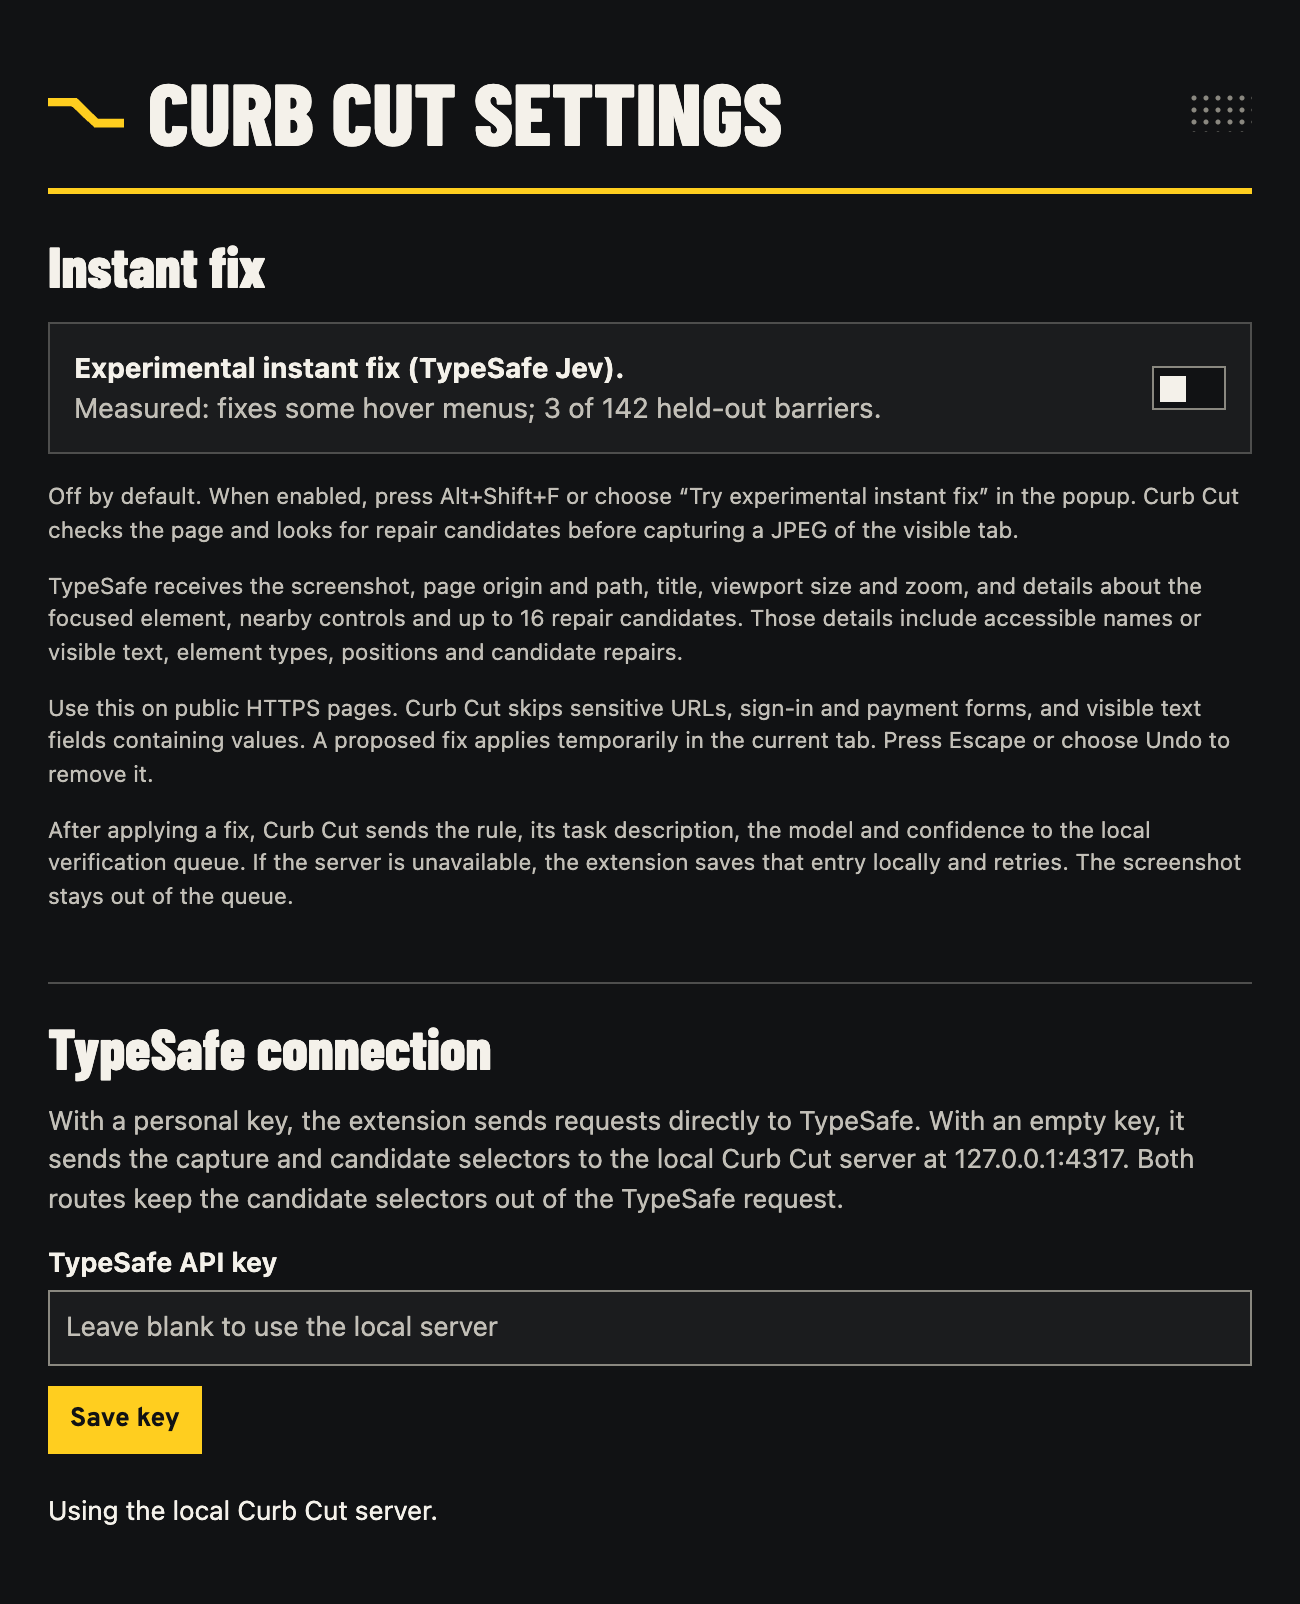 CURB CUT SETTINGS
Instant fix
Experimental instant fix (TypeSafe Jev).
Measured: fixes some hover menus; 3 of 142 held-out barriers.
Off by default. When enabled, press Alt+Shift+F or choose “Try experimental instant fix” in the popup. Curb Cut
checks the page and looks for repair candidates before capturing a JPEG of the visible tab.
TypeSafe receives the screenshot, page origin and path, title, viewport size and zoom, and details about the
focused element, nearby controls and up to 16 repair candidates. Those details include accessible names or
visible text, element types, positions and candidate repairs.
Use this on public HTTPS pages. Curb Cut skips sensitive URLs, sign-in and payment forms, and visible text
fields containing values. A proposed fix applies temporarily in the current tab. Press Escape or choose Undo to
remove it.
After applying a fix, Curb Cut sends the rule, its task description, the model and confidence to the local
verification queue. If the server is unavailable, the extension saves that entry locally and retries. The screenshot
stays out of the queue.
TypeSafe connection
With a personal key, the extension sends requests directly to TypeSafe. With an empty key, it
sends the capture and candidate selectors to the local Curb Cut server at 127.0.0.1:4317. Both
routes keep the candidate selectors out of the TypeSafe request.
TypeSafe API key
Leave blank to use the local server
Save key
Using the local Curb Cut server.